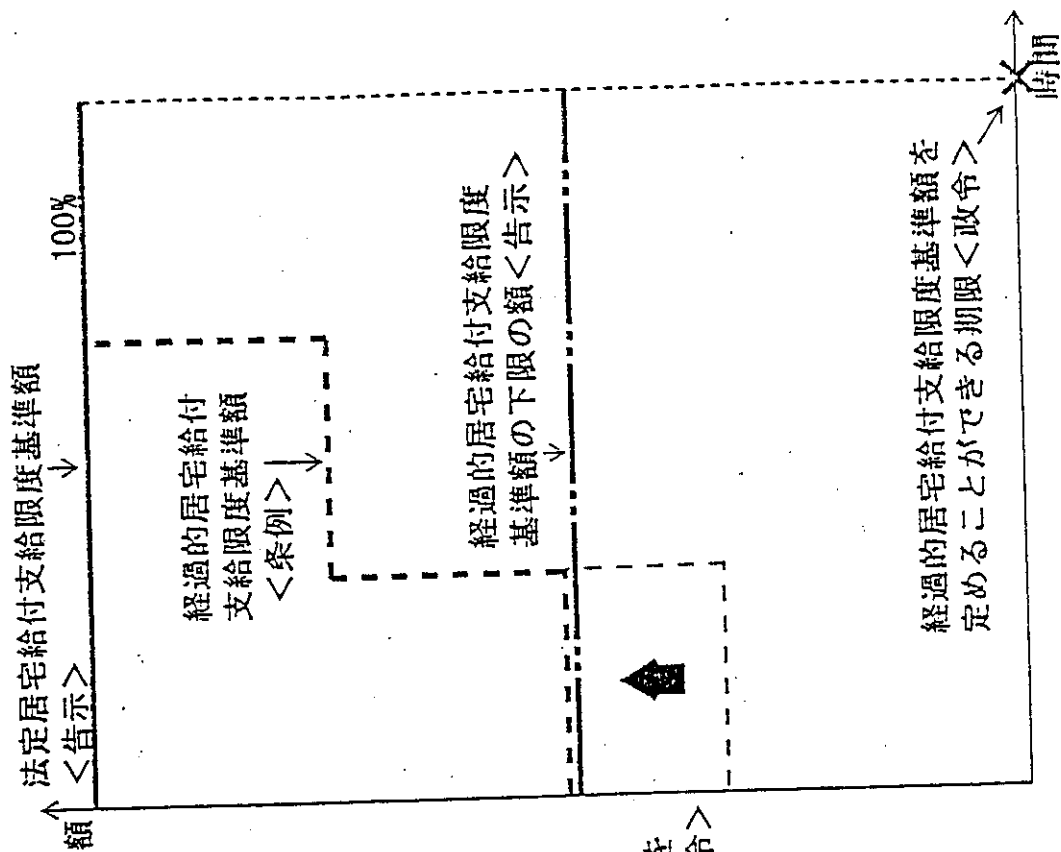 額
法定居宅給付支給限度基準額
<告示>
100%
経過的居宅給付
支給限度基準額
<条例>
経過的居宅給付支給限度
基準額の下限の額<告示>
経過的居宅給付支給限度基準額を
定めることができる期限<政令>
時間